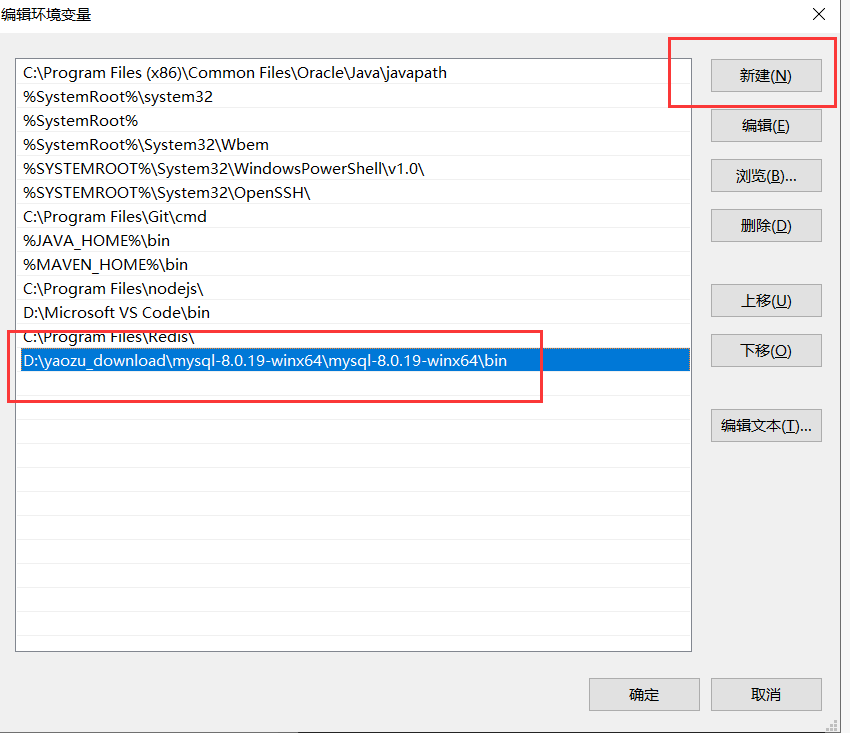 编辑环境变量
C:\Program Files (x86)\Common Files\Oracle\Java\javapath
%SystemRoot%\system32
%SystemRoot%
%SystemRoot%\System32\Wbem
%SYSTEMROOT%\System32\WindowsPowerShell\v1.0\
%SYSTEMROOT%\System32\OpenSSH\
C:\Program Files\Git\cmd
%JAVA_HOME%\bin
%MAVEN_HOME%\bin
C:\Program Files\nodejs\
D:\Microsoft VS Code\bin
C:\Program Files\Redis\
D:\yaozu_download\mysql-8.0.19-winx64\mysql-8.0.19-winx64\bin
新建(N)
编辑(E)
浏览(B)...
删除(D)
上移(U)
下移(O)
编辑文本(T)...
确定
取消